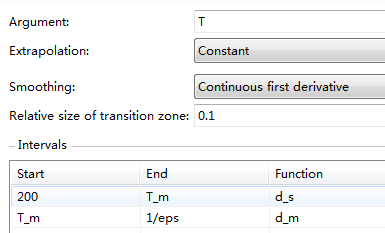 Argument: T
Extrapolation: Constant
Smoothing: Continuous first derivative
Relative size of transition zone: 0.1
Intervals
Start End Function
200 T_m d_s
T_m 1/eps d_m